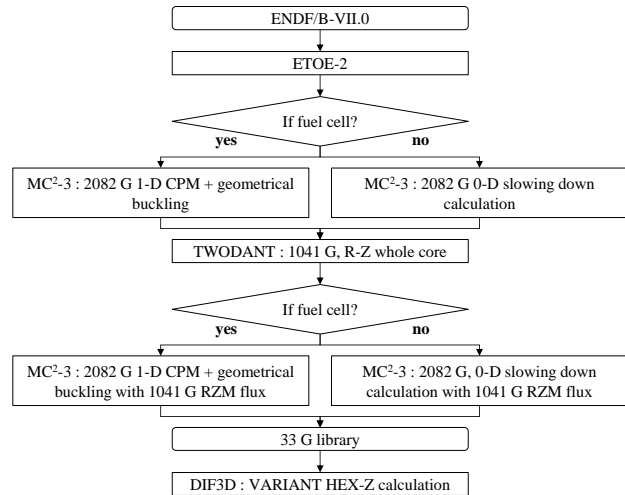 ENDF/B-VII.0
ETOE-2
If fuel cell?
yes
no
MC²-3 : 2082 G 1-D CPM + geometrical
buckling
MC²-3 : 2082 G 0-D slowing down
calculation
TWODANT : 1041 G, R-Z whole core
If fuel cell?
yes
no
MC²-3 : 2082 G 1-D CPM + geometrical
buckling with 1041 G RZM flux
MC²-3 : 2082 G, 0-D slowing down
calculation with 1041 G RZM flux
33 G library
DIF3D : VARIANT HEX-Z calculation